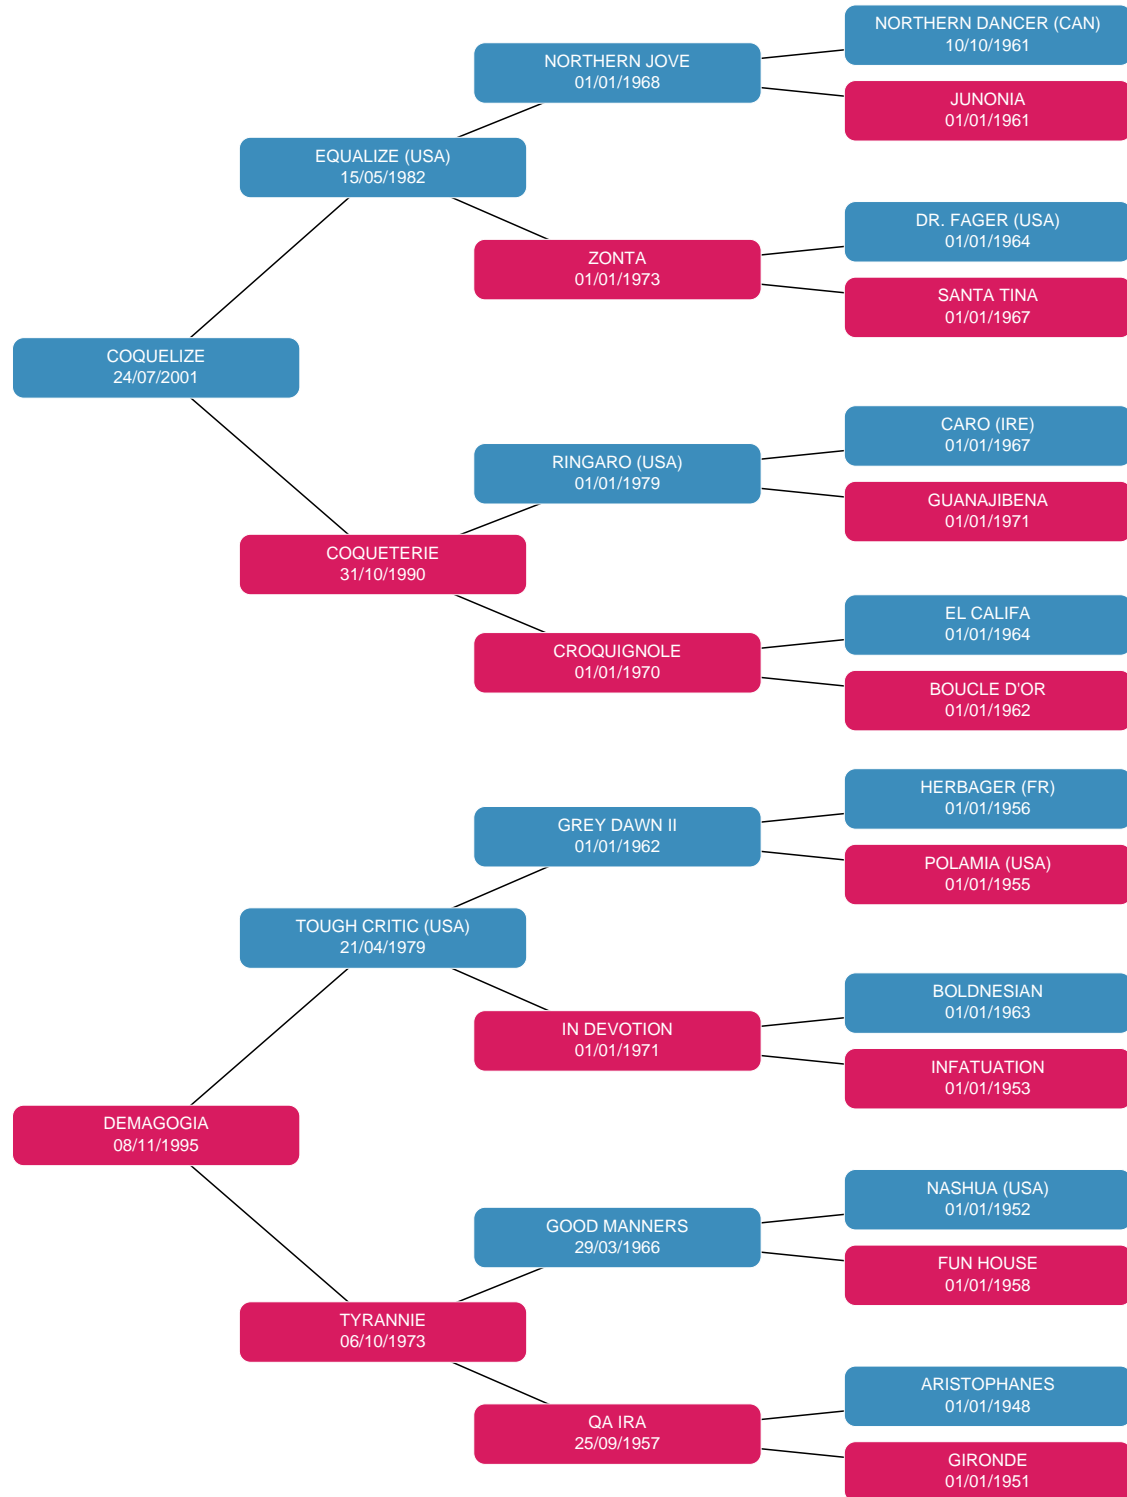 NORTHERN DANCER (CAN)
10/10/1961
NORTHERN JOVE
01/01/1968
JUNONIA
01/01/1961
EQUALIZE (USA)
15/05/1982
DR. FAGER (USA)
01/01/1964
ZONTA
01/01/1973
SANTA TINA
01/01/1967
COQUELIZE
24/07/2001
CARO (IRE)
01/01/1967
RINGARO (USA)
01/01/1979
GUANAJIBENA
01/01/1971
COQUETERIE
31/10/1990
EL CALIFA
01/01/1964
CROQUIGNOLE
01/01/1970
BOUCLE D'OR
01/01/1962
HERBAGER (FR)
01/01/1956
GREY DAWN II
01/01/1962
POLAMIA (USA)
01/01/1955
TOUGH CRITIC (USA)
21/04/1979
BOLDNESIAN
01/01/1963
IN DEVOTION
01/01/1971
INFATUATION
01/01/1953
DEMAGOGIA
08/11/1995
NASHUA (USA)
01/01/1952
GOOD MANNERS
29/03/1966
FUN HOUSE
01/01/1958
TYRANNIE
06/10/1973
ARISTOPHANES
01/01/1948
QA IRA
25/09/1957
GIRONDE
01/01/1951